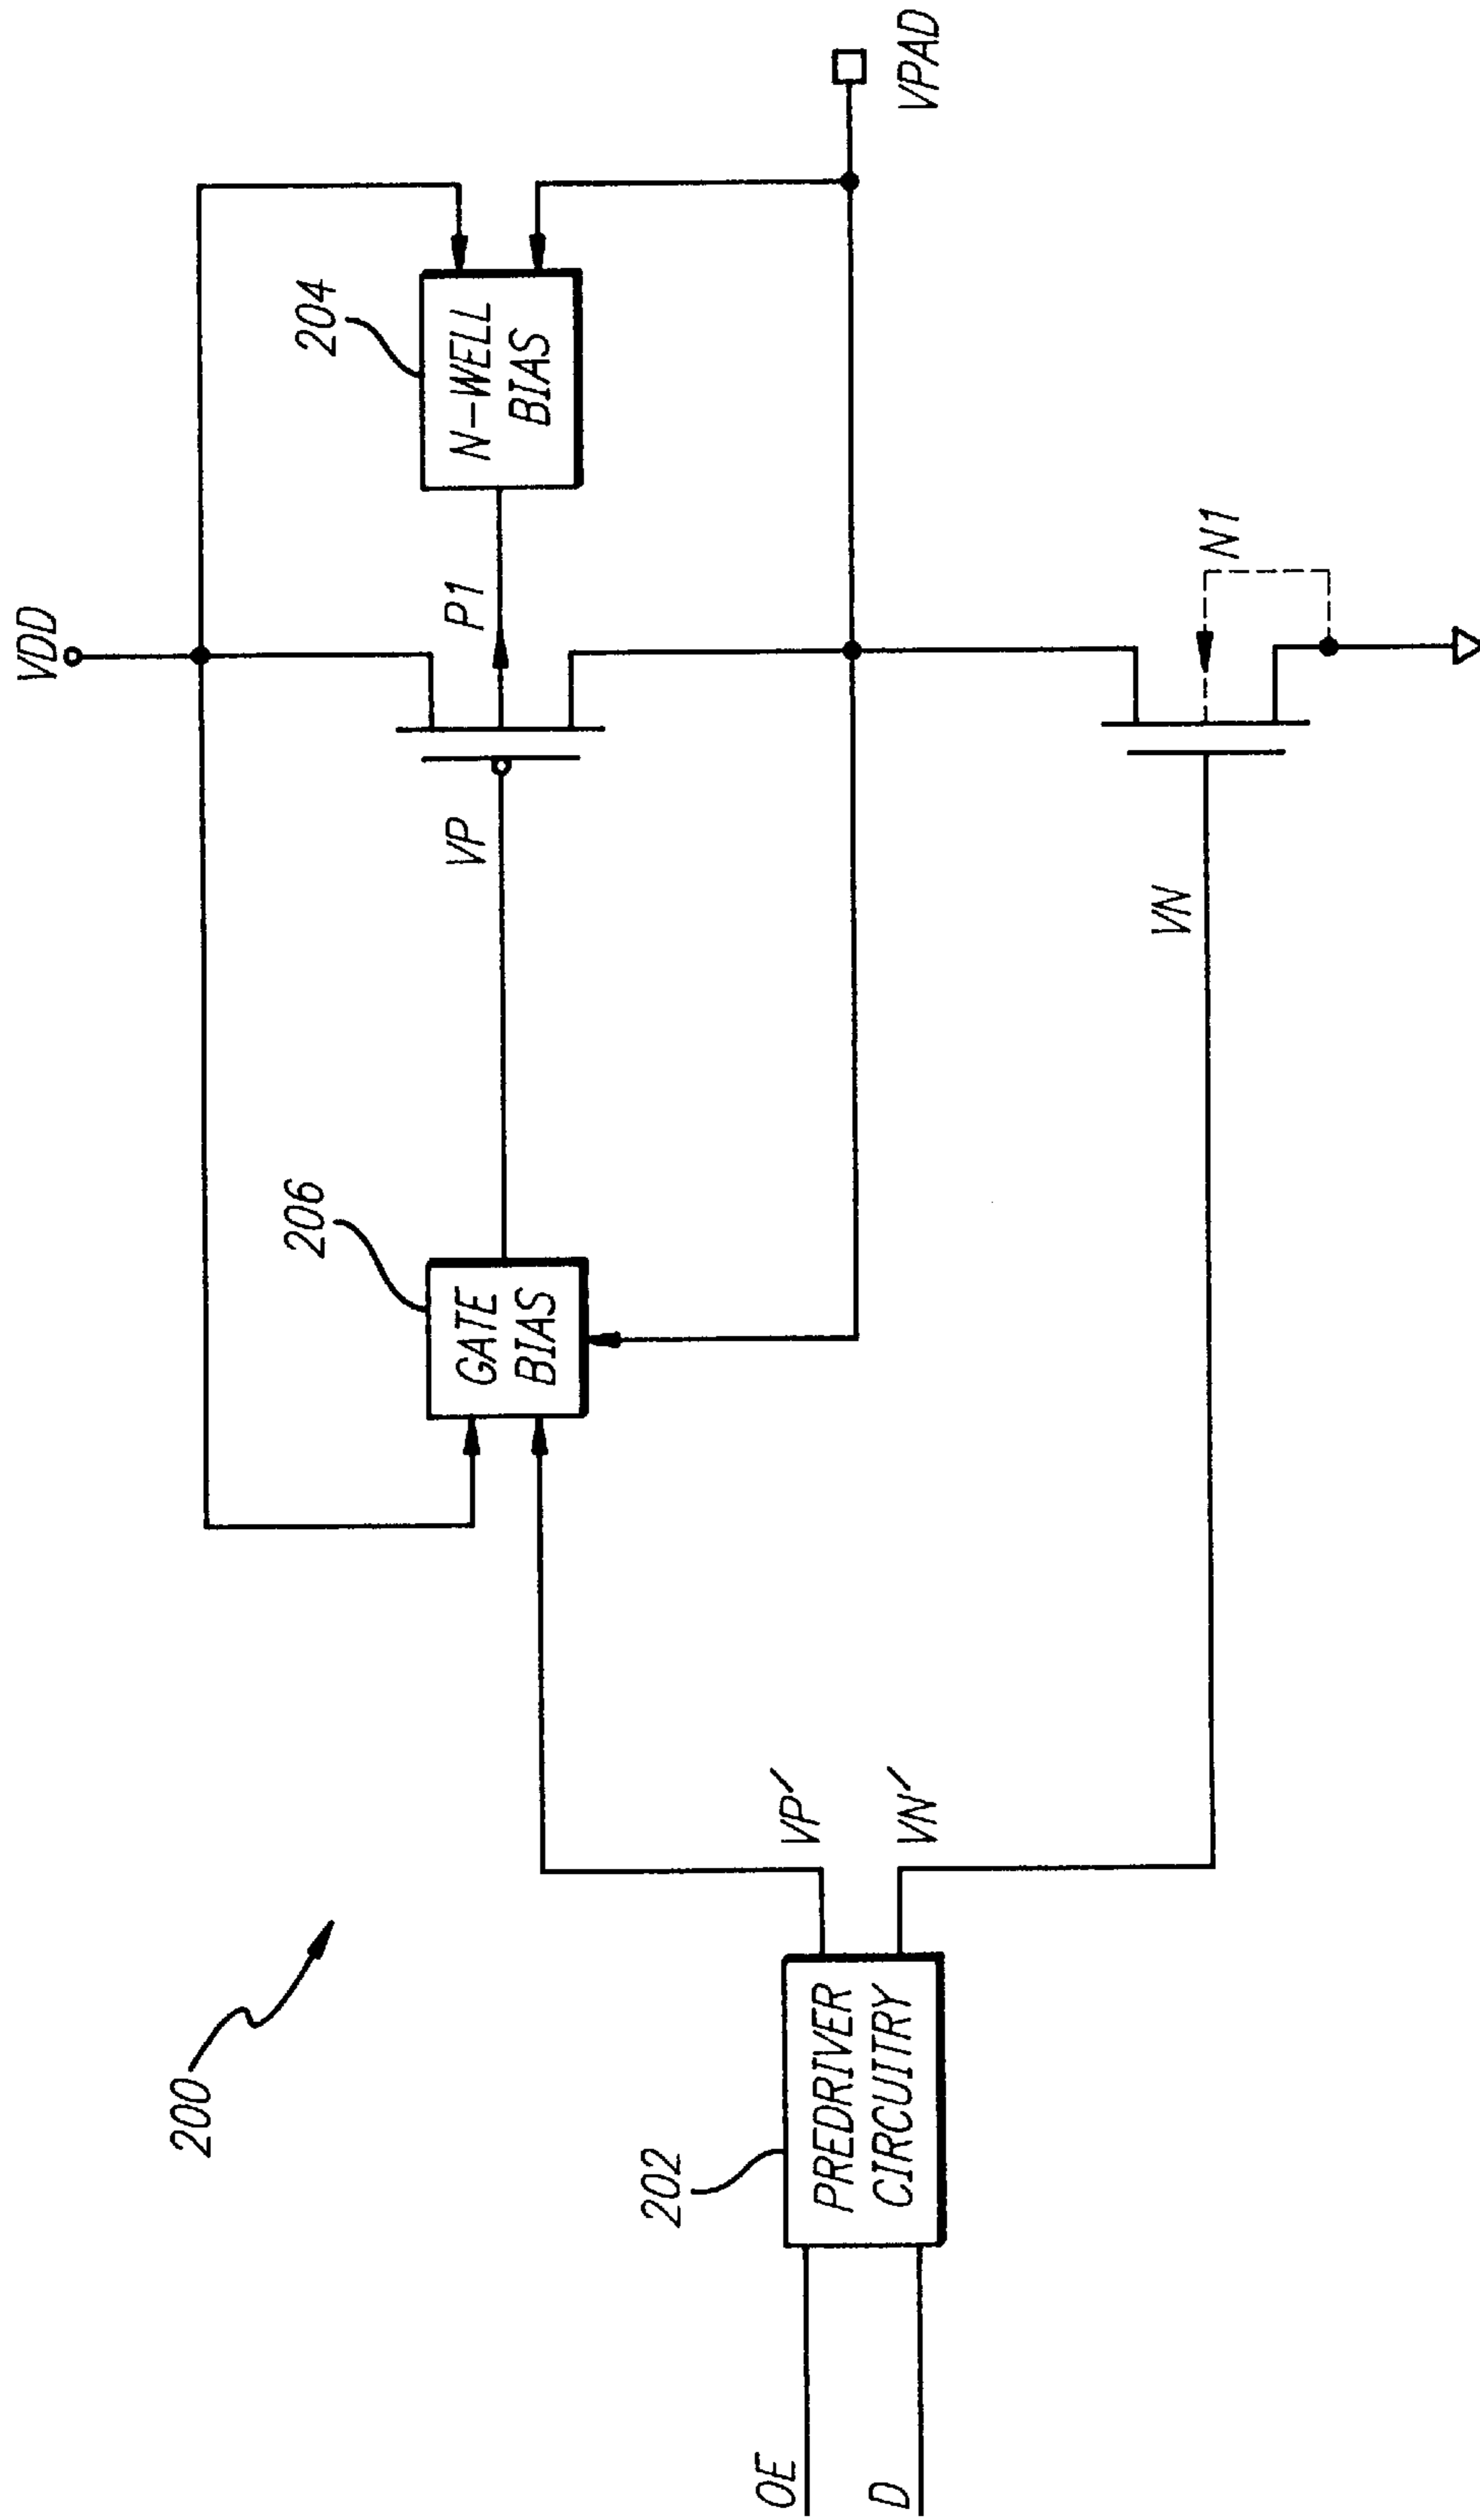 200
VDD
204
N-WELL
BIAS
P1
VP
206
GATE
BIAS
VPAD
N1
VN
VP′
VN′
202
PREDRIVER
CIRCUITRY
OE
D